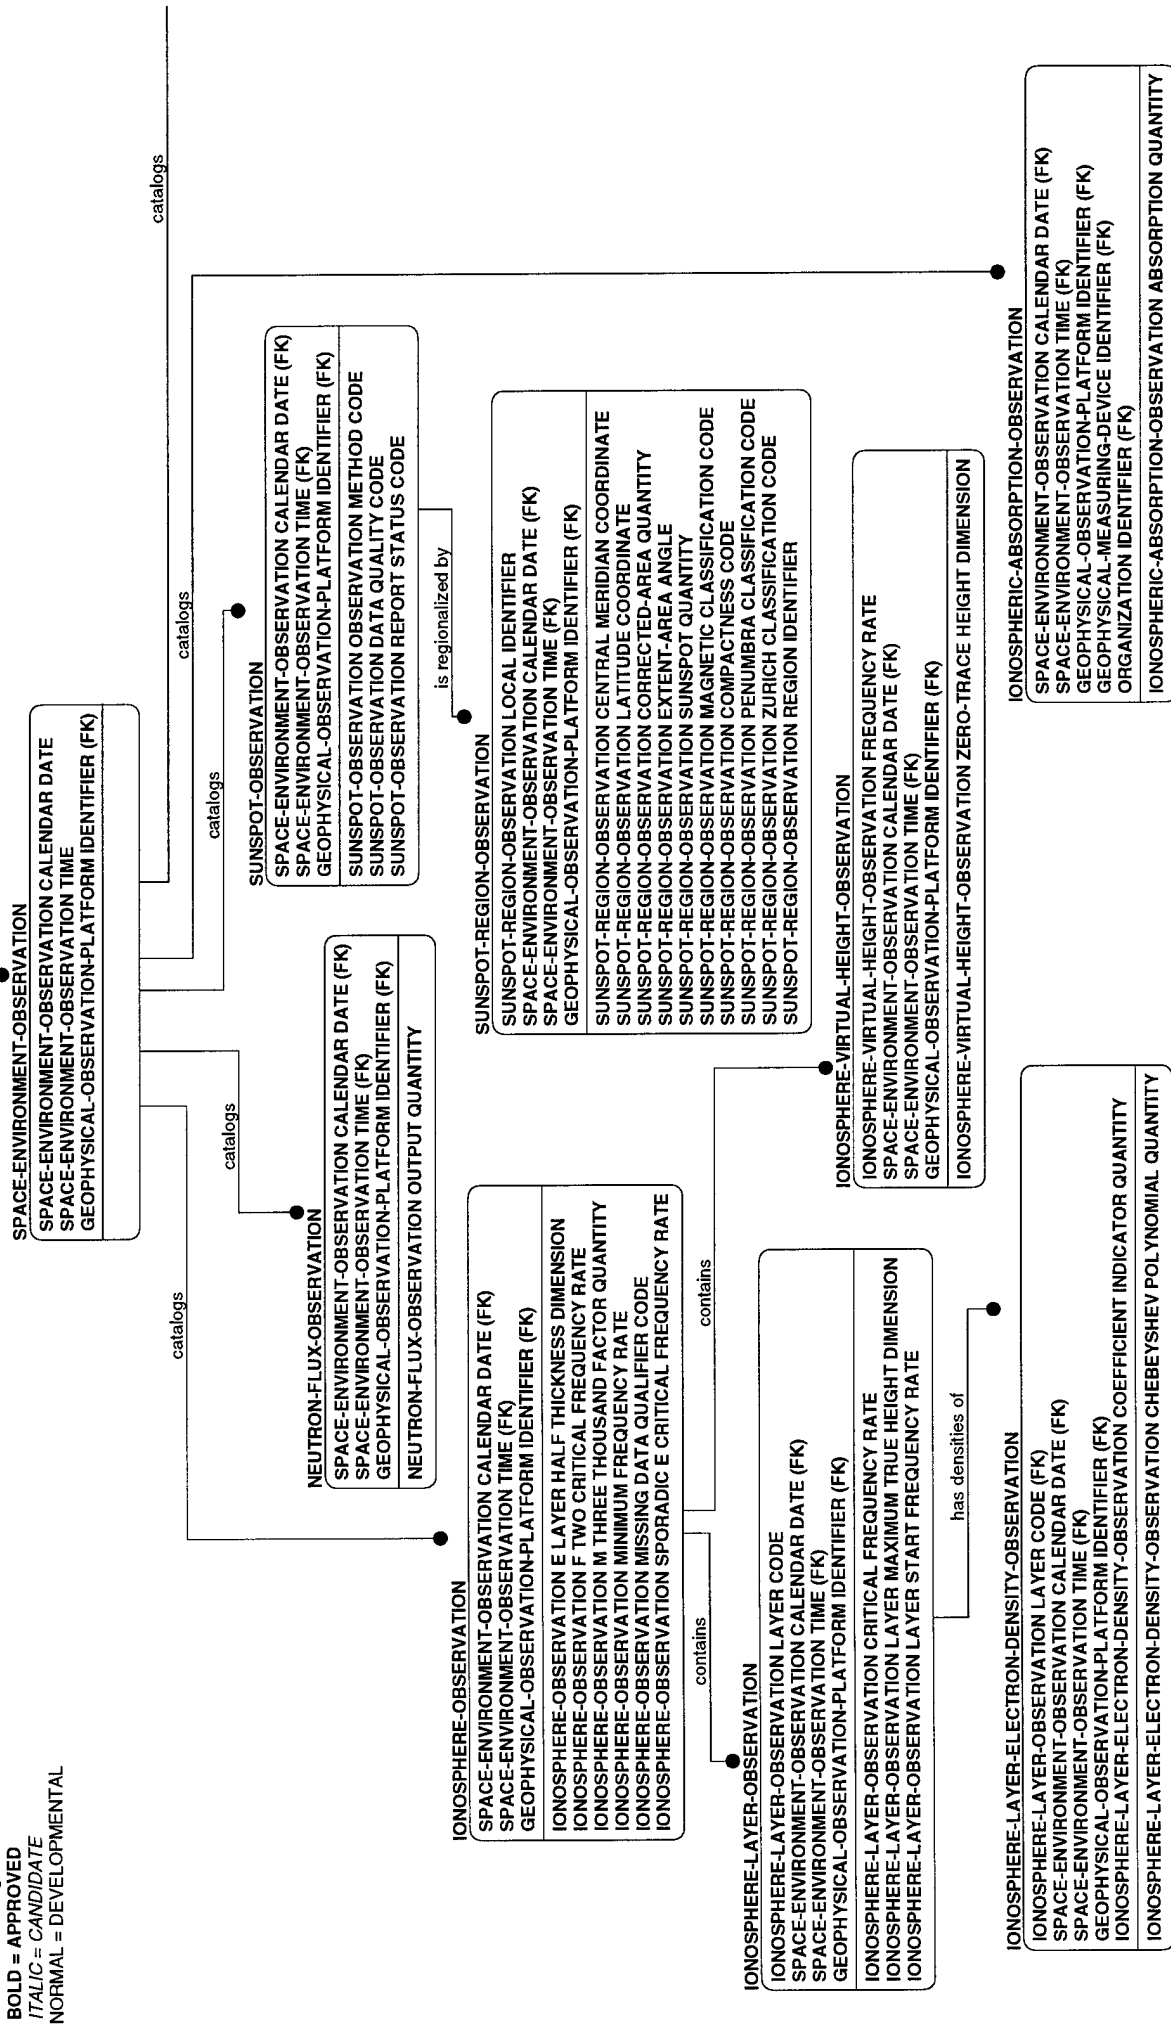 BOLD = APPROVED
ITALIC = CANDIDATE
NORMAL = DEVELOPMENTAL
SPACE-ENVIRONMENT-OBSERVATION
SPACE-ENVIRONMENT-OBSERVATION CALENDAR DATE
SPACE-ENVIRONMENT-OBSERVATION TIME
GEOPHYSICAL-OBSERVATION-PLATFORM IDENTIFIER (FK)
catalogs
catalogs
catalogs
catalogs
catalogs
NEUTRON-FLUX-OBSERVATION
SPACE-ENVIRONMENT-OBSERVATION CALENDAR DATE (FK)
SPACE-ENVIRONMENT-OBSERVATION TIME (FK)
GEOPHYSICAL-OBSERVATION-PLATFORM IDENTIFIER (FK)
NEUTRON-FLUX-OBSERVATION OUTPUT QUANTITY
SUNSPOT-OBSERVATION
SPACE-ENVIRONMENT-OBSERVATION CALENDAR DATE (FK)
SPACE-ENVIRONMENT-OBSERVATION TIME (FK)
GEOPHYSICAL-OBSERVATION-PLATFORM IDENTIFIER (FK)
SUNSPOT-OBSERVATION OBSERVATION METHOD CODE
SUNSPOT-OBSERVATION DATA QUALITY CODE
SUNSPOT-OBSERVATION REPORT STATUS CODE
is regionalized by
IONOSPHERE-OBSERVATION
SPACE-ENVIRONMENT-OBSERVATION CALENDAR DATE (FK)
SPACE-ENVIRONMENT-OBSERVATION TIME (FK)
GEOPHYSICAL-OBSERVATION-PLATFORM IDENTIFIER (FK)
IONOSPHERE-OBSERVATION E LAYER HALF THICKNESS DIMENSION
IONOSPHERE-OBSERVATION F TWO CRITICAL FREQUENCY RATE
IONOSPHERE-OBSERVATION M THREE THOUSAND FACTOR QUANTITY
IONOSPHERE-OBSERVATION MINIMUM FREQUENCY RATE
IONOSPHERE-OBSERVATION MISSING DATA QUALIFIER CODE
IONOSPHERE-OBSERVATION SPORADIC E CRITICAL FREQUENCY RATE
contains
contains
SUNSPOT-REGION-OBSERVATION
SUNSPOT-REGION-OBSERVATION LOCAL IDENTIFIER
SPACE-ENVIRONMENT-OBSERVATION CALENDAR DATE (FK)
SPACE-ENVIRONMENT-OBSERVATION TIME (FK)
GEOPHYSICAL-OBSERVATION-PLATFORM IDENTIFIER (FK)
SUNSPOT-REGION-OBSERVATION CENTRAL MERIDIAN COORDINATE
SUNSPOT-REGION-OBSERVATION LATITUDE COORDINATE
SUNSPOT-REGION-OBSERVATION CORRECTED-AREA QUANTITY
SUNSPOT-REGION-OBSERVATION EXTENT-AREA ANGLE
SUNSPOT-REGION-OBSERVATION SUNSPOT QUANTITY
SUNSPOT-REGION-OBSERVATION MAGNETIC CLASSIFICATION CODE
SUNSPOT-REGION-OBSERVATION COMPACTNESS CODE
SUNSPOT-REGION-OBSERVATION PENUMBRA CLASSIFICATION CODE
SUNSPOT-REGION-OBSERVATION ZURICH CLASSIFICATION CODE
SUNSPOT-REGION-OBSERVATION REGION IDENTIFIER
IONOSPHERE-LAYER-OBSERVATION
IONOSPHERE-LAYER-OBSERVATION LAYER CODE
SPACE-ENVIRONMENT-OBSERVATION CALENDAR DATE (FK)
SPACE-ENVIRONMENT-OBSERVATION TIME (FK)
GEOPHYSICAL-OBSERVATION-PLATFORM IDENTIFIER (FK)
IONOSPHERE-LAYER-OBSERVATION CRITICAL FREQUENCY RATE
IONOSPHERE-LAYER-OBSERVATION LAYER MAXIMUM TRUE HEIGHT DIMENSION
IONOSPHERE-LAYER-OBSERVATION LAYER START FREQUENCY RATE
has densities of
IONOSPHERE-VIRTUAL-HEIGHT-OBSERVATION
IONOSPHERE-VIRTUAL-HEIGHT-OBSERVATION FREQUENCY RATE
SPACE-ENVIRONMENT-OBSERVATION CALENDAR DATE (FK)
SPACE-ENVIRONMENT-OBSERVATION TIME (FK)
GEOPHYSICAL-OBSERVATION-PLATFORM IDENTIFIER (FK)
IONOSPHERE-VIRTUAL-HEIGHT-OBSERVATION ZERO-TRACE HEIGHT DIMENSION
IONOSPHERE-LAYER-ELECTRON-DENSITY-OBSERVATION
IONOSPHERE-LAYER-OBSERVATION LAYER CODE (FK)
SPACE-ENVIRONMENT-OBSERVATION CALENDAR DATE (FK)
SPACE-ENVIRONMENT-OBSERVATION TIME (FK)
GEOPHYSICAL-OBSERVATION-PLATFORM IDENTIFIER (FK)
IONOSPHERE-LAYER-ELECTRON-DENSITY-OBSERVATION COEFFICIENT INDICATOR QUANTITY
IONOSPHERE-LAYER-ELECTRON-DENSITY-OBSERVATION CHEBEYSHEV POLYNOMIAL QUANTITY
IONOSPHERIC-ABSORPTION-OBSERVATION
SPACE-ENVIRONMENT-OBSERVATION CALENDAR DATE (FK)
SPACE-ENVIRONMENT-OBSERVATION TIME (FK)
GEOPHYSICAL-OBSERVATION-PLATFORM IDENTIFIER (FK)
GEOPHYSICAL-MEASURING-DEVICE IDENTIFIER (FK)
ORGANIZATION IDENTIFIER (FK)
IONOSPHERIC-ABSORPTION-OBSERVATION ABSORPTION QUANTITY